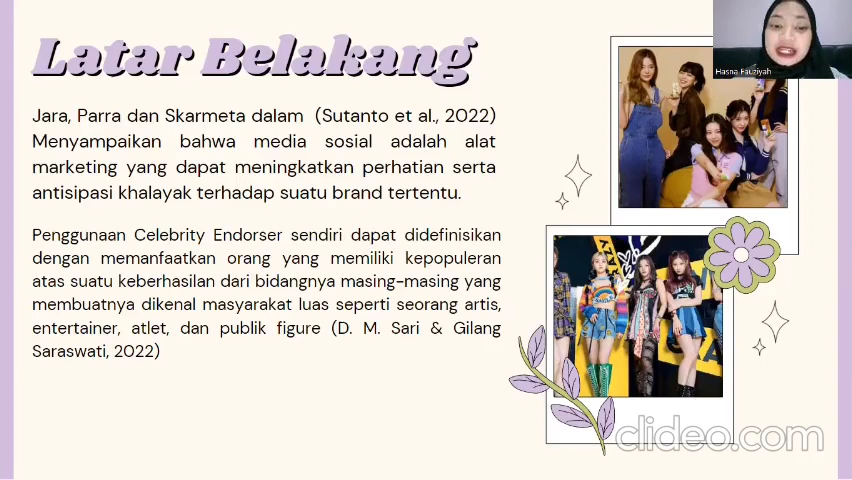 Latar Belakang
Hasna Fauziyah
Jara, Parra dan Skarmeta dalam (Sutanto et al., 2022)
Menyampaikan bahwa media sosial adalah alat
marketing yang dapat meningkatkan perhatian serta
antisipasi khalayak terhadap suatu brand tertentu.
Penggunaan Celebrity Endorser sendiri dapat didefinisikan
dengan memanfaatkan orang yang memiliki kepopuleran
atas suatu keberhasilan dari bidangnya masing-masing yang
membuatnya dikenal masyarakat luas seperti seorang artis,
entertainer, atlet, dan publik figure (D. M. Sari & Gilang
Saraswati, 2022)
clideo.com